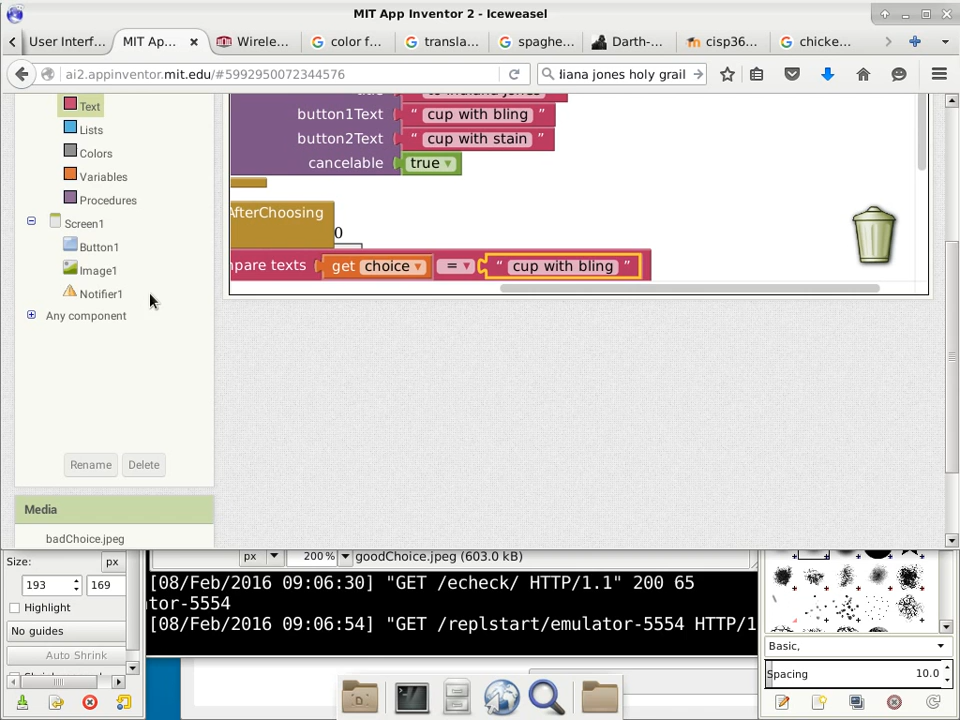 MIT App Inventor 2 - Iceweasel
User Interf...
MIT Ap...
Wirele...
color f...
transla...
spaghe...
Darth-...
cisp36...
chicke...
ai2.appinventor.mit.edu/#5992950072344576
liana jones holy grail
Text
Lists
Colors
Variables
Procedures
Screen1
Button1
Image1
Notifier1
Any component
Rename
Delete
Media
badChoice.jpeg
button1Text " cup with bling "
button2Text " cup with stain "
cancelable true
AfterChoosing
0
pare texts get choice = " cup with bling "
Size:
px
193
169
Highlight
No guides
Auto Shrink
px
200%
goodChoice.jpeg (603.0 kB)
[08/Feb/2016 09:06:30] "GET /echeck/ HTTP/1.1" 200 65
tor-5554
[08/Feb/2016 09:06:54] "GET /replstart/emulator-5554 HTTP/1
Basic,
Spacing
10.0